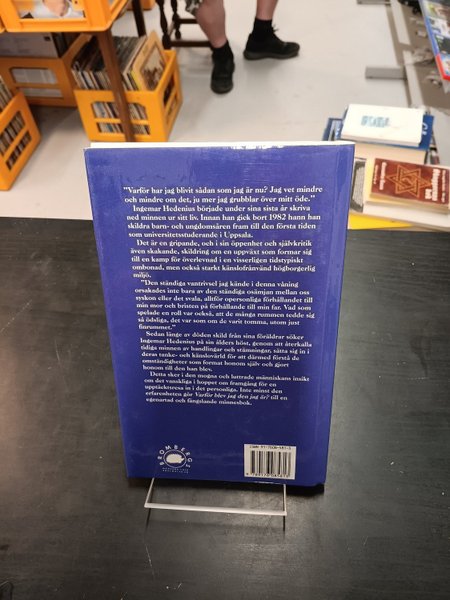 "Varför har jag blivit sådan som jag är nu? Jag vet mindre
och mindre om det, ju mer jag grubblar över mitt öde."
Ingemar Hedenius började under sina sista år skriva
ned minnen ur sitt liv. Innan han gick bort 1982 hann han
skildra barn- och ungdomsåren fram till den första tiden
som universitetsstuderande i Uppsala.
Det är en gripande, och i sin öppenhet och självkritik
även skakande, skildring om en uppväxt som formar sig
till en kamp för överlevnad i en visserligen tidstypiskt
ombonad, men också starkt känslofrånvänd högborgerlig
miljö.
"Den ständiga vantrivsel jag kände i denna våning
orsakades inte bara av den ständiga osämjan mellan oss
syskon eller det svala, alltför opersonliga förhållandet till
min mor och bristen på förhållande till min far. Vad som
spelade en roll var också, att de många rummen tedde sig
så ödsliga, det var som om de varit tomma, utom just
finrummet."
Sedan länge av döden skild från sina föräldrar söker
Ingemar Hedenius på sin ålders höst, genom att återkalla
tidiga minnen av handlingar och stämningar, sätta sig in i
deras tanke- och känslovärld för att därmed förstå de
omständigheter som format honom själv och gjort
honom till den han blev.
Detta sker i den mogna och luttrade människans insikt
om det vanskliga i hoppet om framgång för en
upptäcktsresa in i det personliga. Inte minst den
erfarenheten gör Varför blev jag den jag är? till en
egenartad och fängslande minnesbok.
BROMBERGS